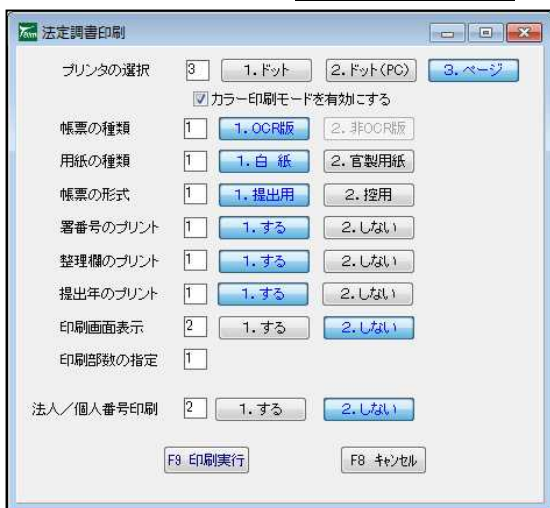 法定調書印刷
プリンタの選択 3 1.ドット 2.ドット(PC) 3.ページ
カラー印刷モードを有効にする
帳票の種類 1 1.OCR版 2.非OCR版
用紙の種類 1 1.白 紙 2.官製用紙
帳票の形式 1 1.提出用 2.控用
署番号のプリント 1 1.する 2.しない
整理欄のプリント 1 1.する 2.しない
提出年のプリント 1 1.する 2.しない
印刷画面表示 2 1.する 2.しない
印刷部数の指定 1
法人/個人番号印刷 2 1.する 2.しない
F9 印刷実行 F8 キャンセル